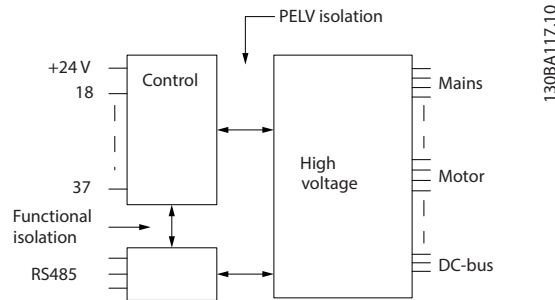 PELV isolation
130BA117.10
+24 V
Control
Mains
18
High
voltage
Motor
37
Functional
isolation
RS485
DC-bus